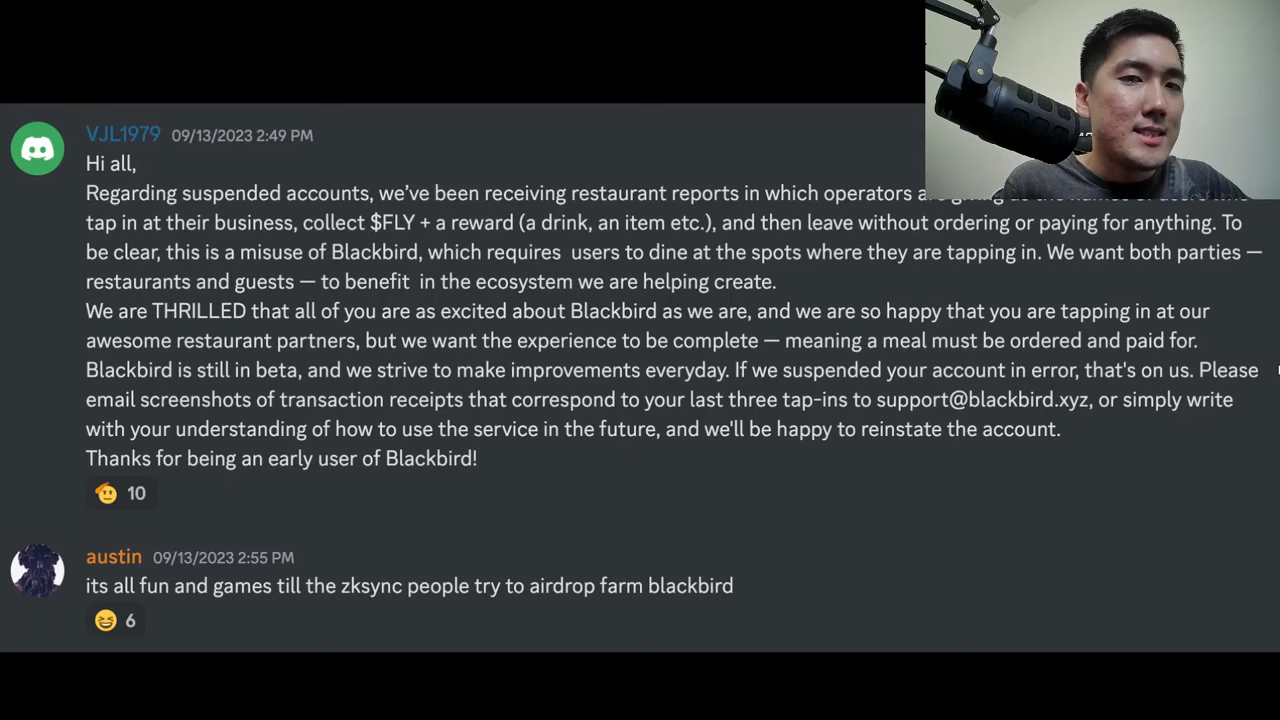 VJL1979 09/13/2023 2:49 PM
Hi all,
Regarding suspended accounts, we've been receiving restaurant reports in which operators
tap in at their business, collect $FLY + a reward (a drink, an item etc.), and then leave without ordering or paying for anything. To
be clear, this is a misuse of Blackbird, which requires users to dine at the spots where they are tapping in. We want both parties —
restaurants and guests — to benefit in the ecosystem we are helping create.
We are THRILLED that all of you are as excited about Blackbird as we are, and we are so happy that you are tapping in at our
awesome restaurant partners, but we want the experience to be complete — meaning a meal must be ordered and paid for.
Blackbird is still in beta, and we strive to make improvements everyday. If we suspended your account in error, that's on us. Please
email screenshots of transaction receipts that correspond to your last three tap-ins to support@blackbird.xyz, or simply write
with your understanding of how to use the service in the future, and we'll be happy to reinstate the account.
Thanks for being an early user of Blackbird!
10
austin 09/13/2023 2:55 PM
its all fun and games till the zksync people try to airdrop farm blackbird
6